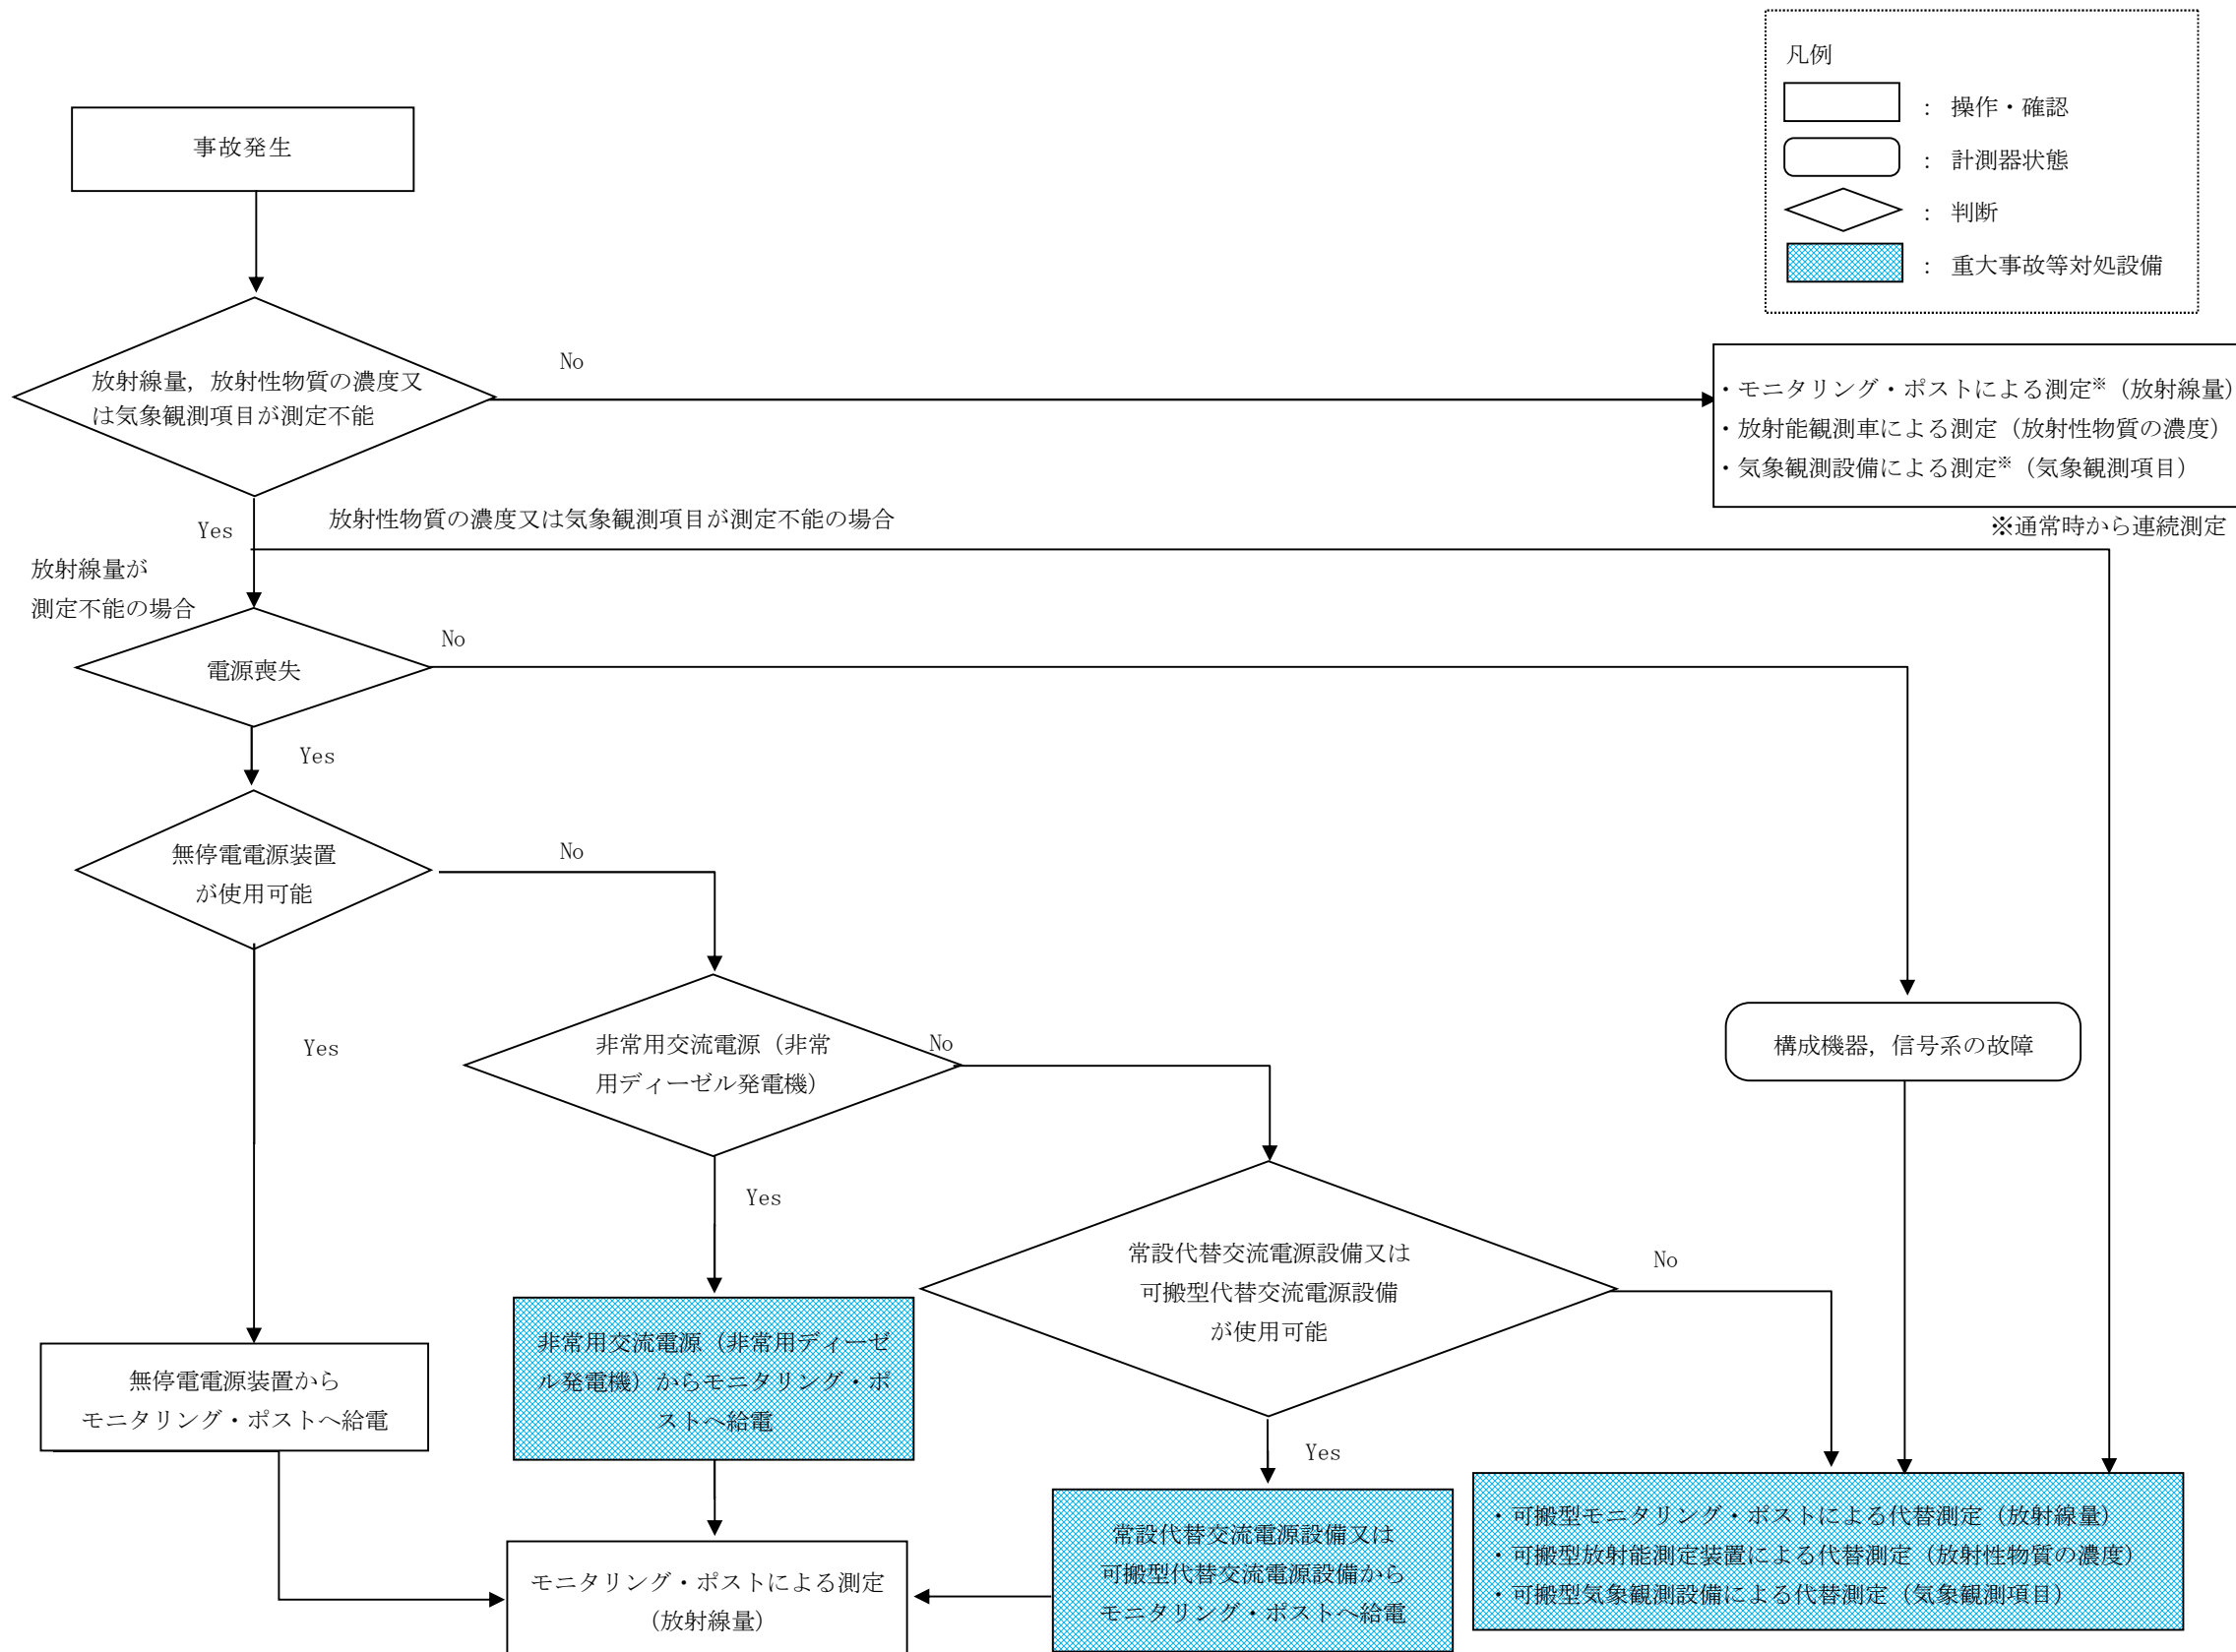 凡例
： 操作・確認
： 計測器状態
： 判断
： 重大事故等対処設備
事故発生
放射線量，放射性物質の濃度又
は気象観測項目が測定不能
No
・モニタリング・ポストによる測定※（放射線量）
・放射能観測車による測定（放射性物質の濃度）
・気象観測設備による測定※（気象観測項目）
※通常時から連続測定
Yes
放射性物質の濃度又は気象観測項目が測定不能の場合
放射線量が
測定不能の場合
電源喪失
No
Yes
無停電電源装置
が使用可能
No
Yes
非常用交流電源（非常
用ディーゼル発電機）
No
構成機器，信号系の故障
Yes
常設代替交流電源設備又は
可搬型代替交流電源設備
が使用可能
No
Yes
無停電電源装置から
モニタリング・ポストへ給電
非常用交流電源（非常用ディーゼ
ル発電機）からモニタリング・ポ
ストへ給電
モニタリング・ポストによる測定
（放射線量）
常設代替交流電源設備又は
可搬型代替交流電源設備から
モニタリング・ポストへ給電
・可搬型モニタリング・ポストによる代替測定（放射線量）
・可搬型放射能測定装置による代替測定（放射性物質の濃度）
・可搬型気象観測設備による代替測定（気象観測項目）